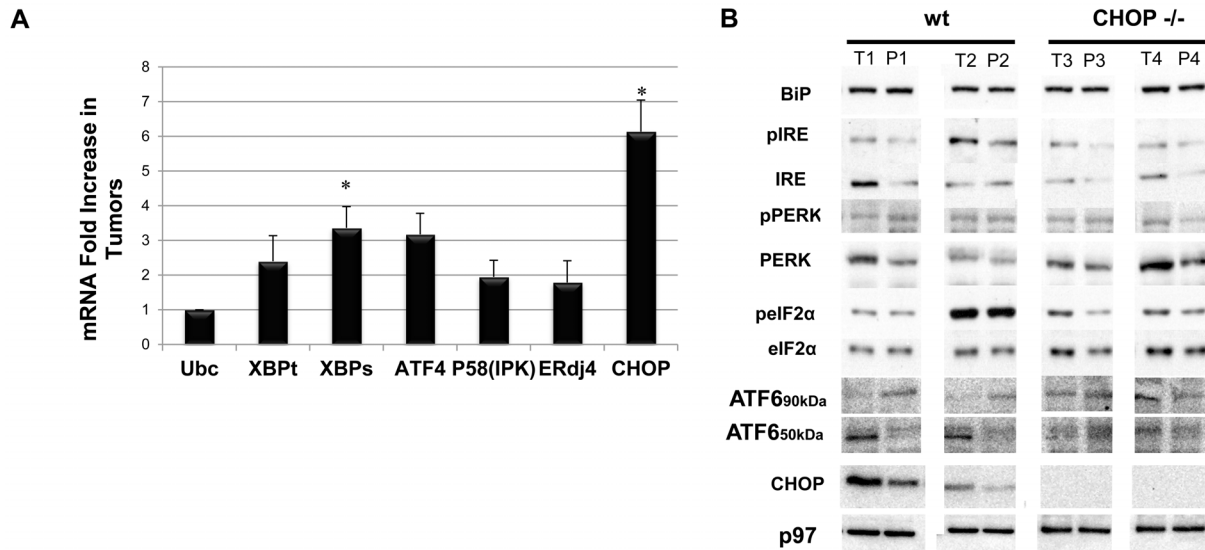 A
mRNA Fold Increase in
Tumors
8
7
6
5
4
3
2
1
0
*
*
Ubc XBPt XBPs ATF4 P58(IPK) ERdj4 CHOP
B
wt CHOP -/-
T1 P1 T2 P2 T3 P3 T4 P4
BiP
pIRE
IRE
pPERK
PERK
peIF2α
eIF2α
ATF690kDa
ATF650kDa
CHOP
p97